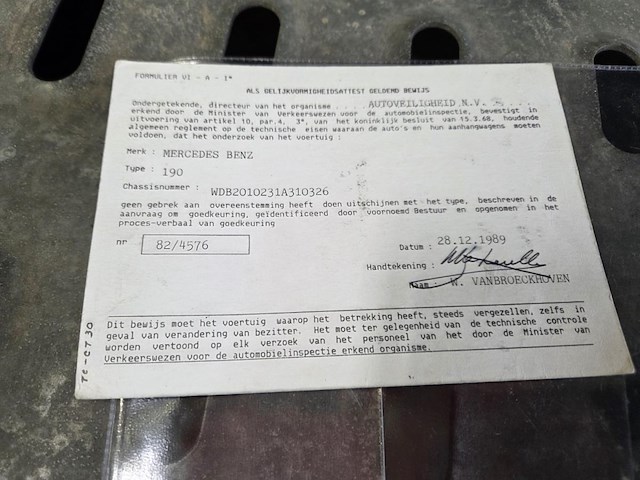 FORMULIER VI - A - 1°
ALS GELIJKVORMIGHEIDSATTEST GELDEND BEWIJS
Ondergetekende, directeur van het organisme . . . . AUTOVEILIGHEID N.V. . . . . .
erkend door de Minister van Verkeerswezen voor de automobielinspectie, bevestigt in
uitvoering van artikel 10, par.4, 3°, van het koninklijk besluit van 15.3.68, houdende
algemeen reglement op de technische eisen waaraan de auto's en hun aanhangwagens moeten
voldoen, dat het onderzoek van het voertuig :
Merk : MERCEDES BENZ
Type : 190
Chassisnummer : WDB2010231A310326
geen gebrek aan overeenstemming heeft doen uitschijnen met het type, beschreven in de
aanvraag om goedkeuring, geïdentificeerd door voornoemd Bestuur en opgenomen in het
proces-verbaal van goedkeuring
nr 82/4576
Datum : 28.12.1989
Handtekening :
Naam : W. VANBROECKHOVEN
Dit bewijs moet het voertuig waarop het betrekking heeft, steeds vergezellen, zelfs in
geval van verandering van bezitter. Het moet ter gelegenheid van de technische controle
worden vertoond op elk verzoek van het personeel van het door de Minister van
Verkeerswezen voor de automobielinspectie erkend organisme.
TC-CT30